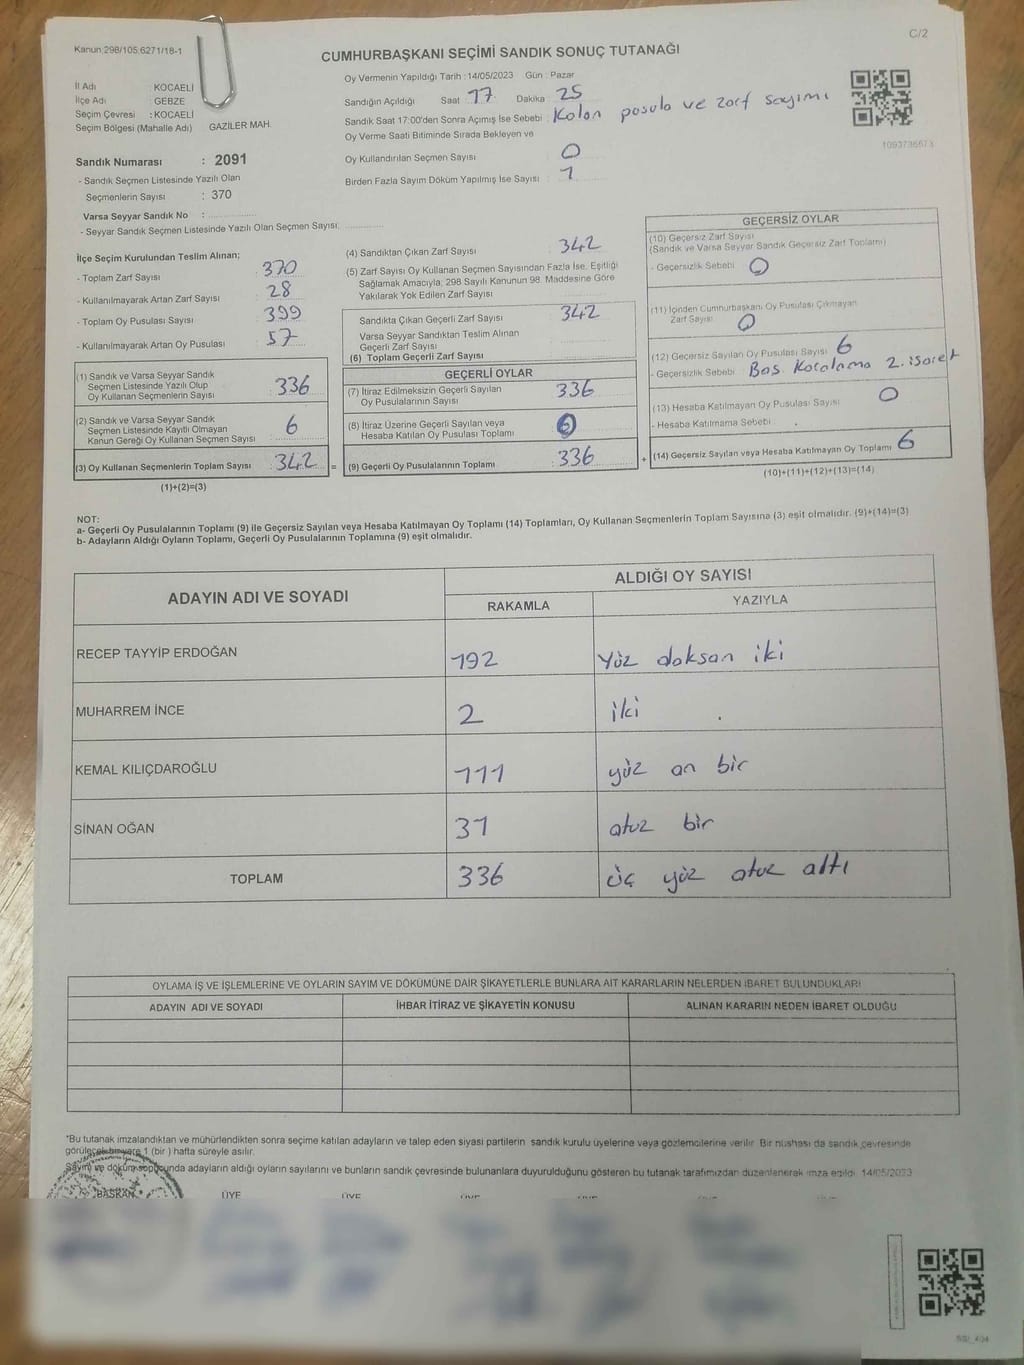 Kanun:298/105;6271/18-1
C/2
CUMHURBAŞKANI SEÇİMİ SANDIK SONUÇ TUTANAĞI
İl Adı KOCAELİ
İlçe Adı GEBZE
Seçim Çevresi : KOCAELİ
Seçim Bölgesi (Mahalle Adı) GAZİLER MAH.
Sandık Numarası : 2091
- Sandık Seçmen Listesinde Yazılı Olan
Seçmenlerin Sayısı : 370
Varsa Seyyar Sandık No :
- Seyyar Sandık Seçmen Listesinde Yazılı Olan Seçmen Sayısı:
Oy Vermenin Yapıldığı Tarih :14/05/2023 Gün : Pazar
Sandığın Açıldığı Saat 17 Dakika 25
Sandık Saat 17:00'den Sonra Açımış İse Sebebi : Kalan pusula ve zarf sayımı
Oy Verme Saati Bitiminde Sırada Bekleyen ve
Oy Kullandırılan Seçmen Sayısı 0
Birden Fazla Sayım Döküm Yapılmış İse Sayısı 1
1093736673
İlçe Seçim Kurulundan Teslim Alınan;
- Toplam Zarf Sayısı 370
- Kullanılmayarak Artan Zarf Sayısı 28
- Toplam Oy Pusulası Sayısı 399
- Kullanılmayarak Artan Oy Pusulası 57
(1) Sandık ve Varsa Seyyar Sandık
Seçmen Listesinde Yazılı Olup
Oy Kullanan Seçmenlerin Sayısı 336
(2) Sandık ve Varsa Seyyar Sandık
Seçmen Listesinde Kayıtlı Olmayan
Kanun Gereği Oy Kullanan Seçmen Sayısı 6
(3) Oy Kullanan Seçmenlerin Toplam Sayısı 342 =
(1)+(2)=(3)
(4) Sandıktan Çıkan Zarf Sayısı 342
(5) Zarf Sayısı Oy Kullanan Seçmen Sayısından Fazla İse, Eşitliği
Sağlamak Amacıyla; 298 Sayılı Kanunun 98. Maddesine Göre
Yakılarak Yok Edilen Zarf Sayısı
Sandıkta Çıkan Geçerli Zarf Sayısı 342
Varsa Seyyar Sandıktan Teslim Alınan
Geçerli Zarf Sayısı
(6) Toplam Geçerli Zarf Sayısı
GEÇERLİ OYLAR
(7) İtiraz Edilmeksizin Geçerli Sayılan
Oy Pusulalarının Sayısı 336
(8) İtiraz Üzerine Geçerli Sayılan veya
Hesaba Katılan Oy Pusulası Toplamı
(9) Geçerli Oy Pusulalarının Toplamı 336 +
GEÇERSİZ OYLAR
(10) Geçersiz Zarf Sayısı
(Sandık ve Varsa Seyyar Sandık Geçersiz Zarf Toplamı)
- Geçersizlik Sebebi 0
(11) İçinden Cumhurbaşkanı Oy Pusulası Çıkmayan
Zarf Sayısı 0
(12) Geçersiz Sayılan Oy Pusulası Sayısı 6
- Geçersizlik Sebebi : Boş. Karalama 2. işaret
(13) Hesaba Katılmayan Oy Pusulası Sayısı 0
- Hesaba Katılmama Sebebi :
(14) Geçersiz Sayılan veya Hesaba Katılmayan Oy Toplamı 6
(10)+(11)+(12)+(13)=(14)
NOT:
a- Geçerli Oy Pusulalarının Toplamı (9) ile Geçersiz Sayılan veya Hesaba Katılmayan Oy Toplamı (14) Toplamları, Oy Kullanan Seçmenlerin Toplam Sayısına (3) eşit olmalıdır. (9)+(14)=(3)
b- Adayların Aldığı Oyların Toplamı, Geçerli Oy Pusulalarının Toplamına (9) eşit olmalıdır.
ADAYIN ADI VE SOYADI ALDIĞI OY SAYISI
RAKAMLA YAZIYLA
RECEP TAYYİP ERDOĞAN 192 Yüz doksan iki
MUHARREM İNCE 2 iki
KEMAL KILIÇDAROĞLU 111 yüz on bir
SİNAN OĞAN 31 otuz bir
TOPLAM 336 üç yüz otuz altı
OYLAMA İŞ VE İŞLEMLERİNE VE OYLARIN SAYIM VE DÖKÜMÜNE DAİR ŞİKAYETLERLE BUNLARA AİT KARARLARIN NELERDEN İBARET BULUNDUKLARI
ADAYIN ADI VE SOYADI İHBAR İTİRAZ VE ŞİKAYETİN KONUSU ALINAN KARARIN NEDEN İBARET OLDUĞU
*Bu tutanak imzalandıktan ve mühürlendikten sonra seçime katılan adayların ve talep eden siyasi partilerin sandık kurulu üyelerine veya gözlemcilerine verilir. Bir nüshası da sandık çevresinde
görülecek bir yere 1 (bir) hafta süreyle asılır.
Sayım ve döküm sonucunda adayların aldığı oyların sayılarını ve bunların sandık çevresinde bulunanlara duyurulduğunu gösteren bu tutanak tarafımızdan düzenlenerek imza edildi. 14/05/2023
BAŞKAN ÜYE ÜYE